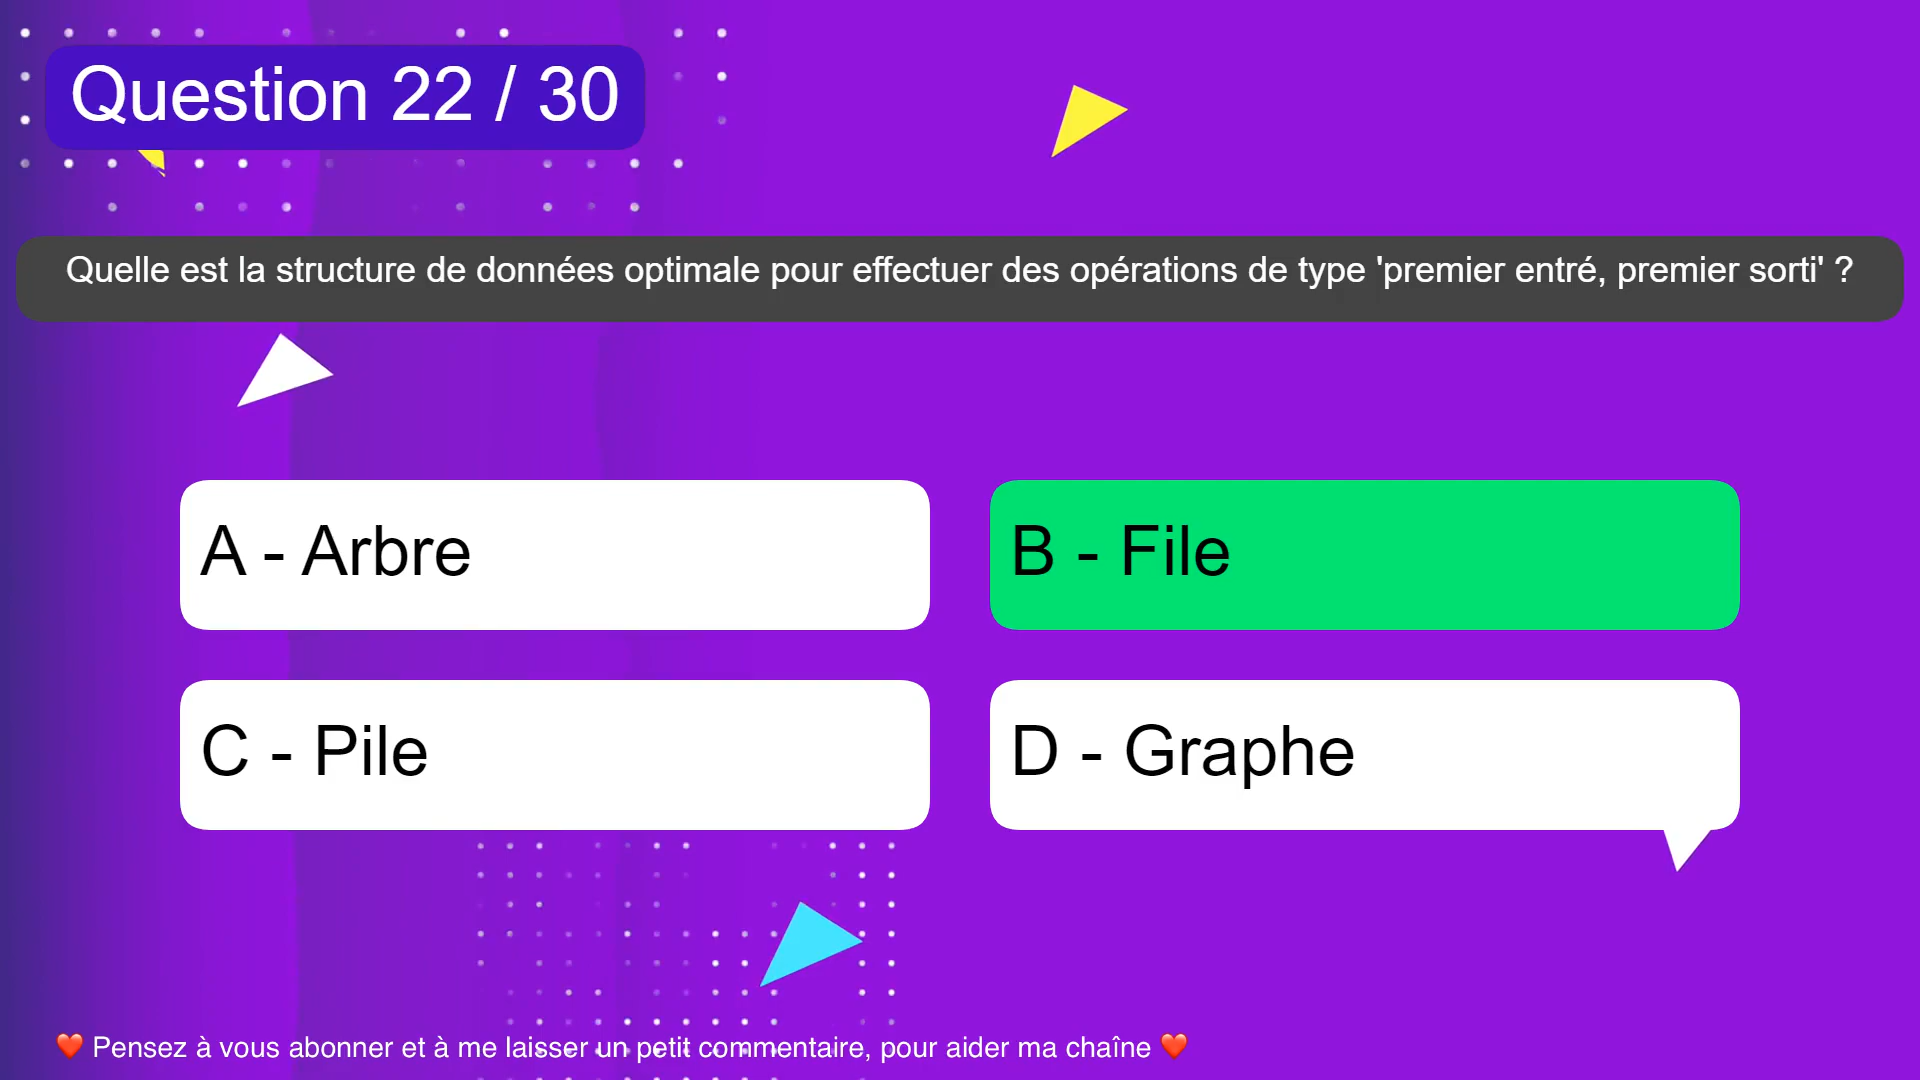 Question 22 / 30
Quelle est la structure de données optimale pour effectuer des opérations de type 'premier entré, premier sorti' ?
A - Arbre
B - File
C - Pile
D - Graphe
❤️ Pensez à vous abonner et à me laisser un petit commentaire, pour aider ma chaîne ❤️